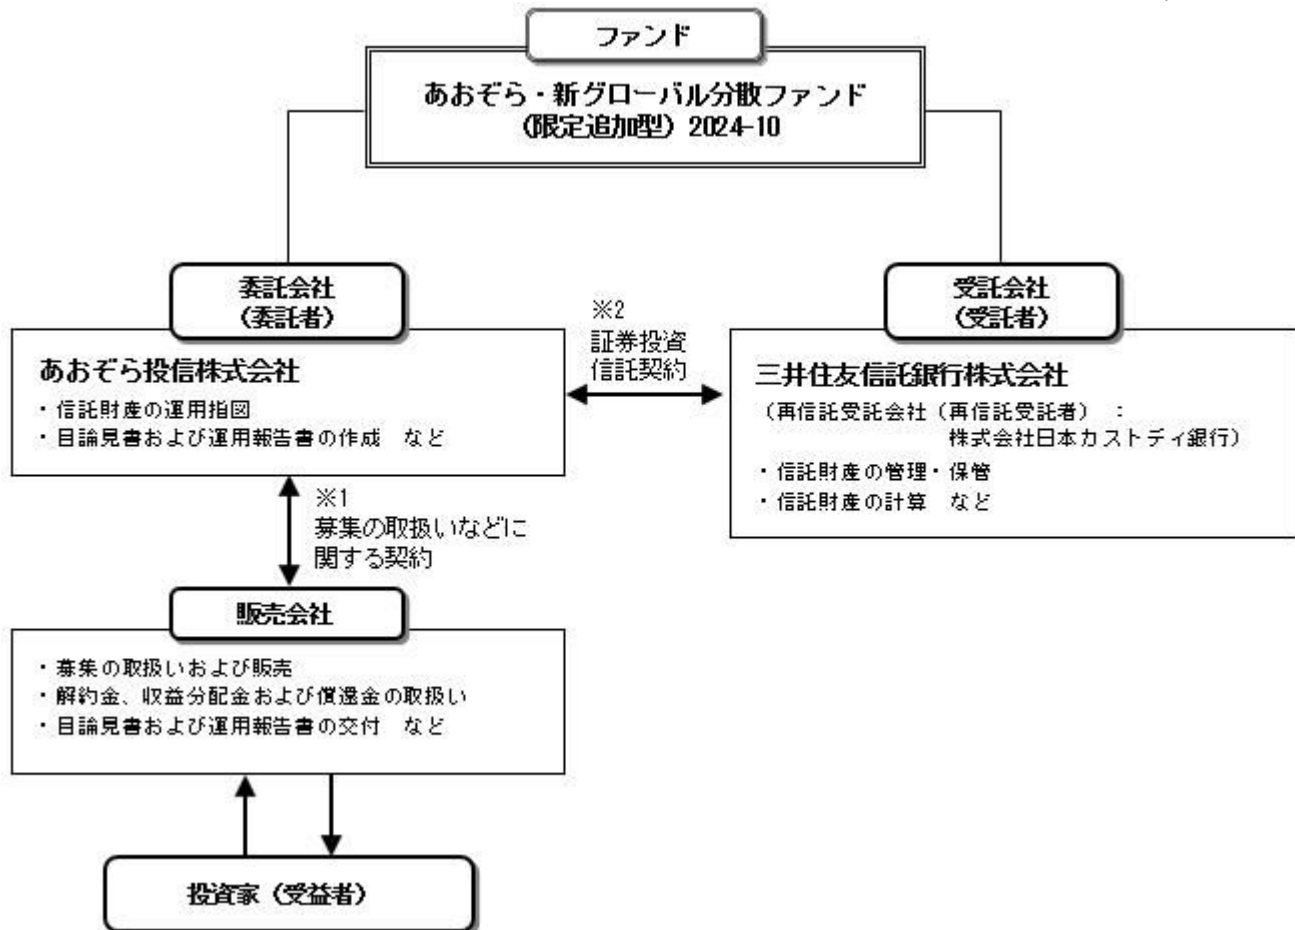 ファンド
あおぞら・新グローバル分散ファンド
（限定追加型）2024-10
委託会社
（委託者）
あおぞら投信株式会社
・信託財産の運用指図
・目論見書および運用報告書の作成　など
※2
証券投資
信託契約
受託会社
（受託者）
三井住友信託銀行株式会社
（再信託受託会社（再信託受託者）　：
株式会社日本カストディ銀行）
・信託財産の管理・保管
・信託財産の計算　など
※1
募集の取扱いなどに
関する契約
販売会社
・募集の取扱いおよび販売
・解約金、収益分配金および償還金の取扱い
・目論見書および運用報告書の交付　など
投資家（受益者）